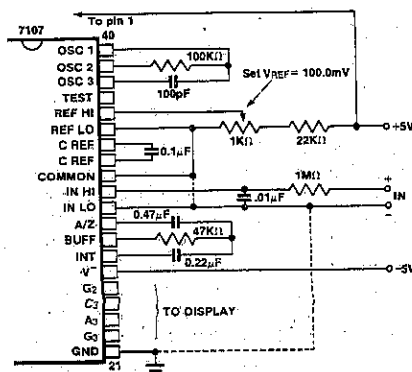 To pin 1
7107
40
OSC 1
OSC 2
OSC 3
TEST
REF HI
REF LO
C REF
C REF
COMMON
IN HI
IN LO
A/Z
BUFF
INT
V−
G2
C3
A3
G3
GND
21
100KΩ
100pF
Set VREF = 100.0mV
1KΩ
22KΩ
+5V
0.1µF
1MΩ
.01µF
+
IN
−
0.47µF
47KΩ
0.22µF
−5V
TO DISPLAY